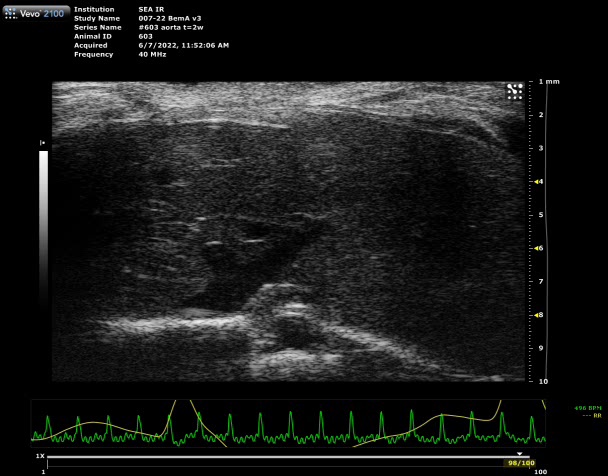 Vevo 2100
Institution SEA IR
Study Name 007-22 BemA v3
Series Name #603 aorta t=2w
Animal ID 603
Acquired 6/7/2022, 11:52:06 AM
Frequency 40 MHz
1 mm
2
3
4
5
6
7
8
9
10
496 BPM
--- RR
1X
98/100
1
100